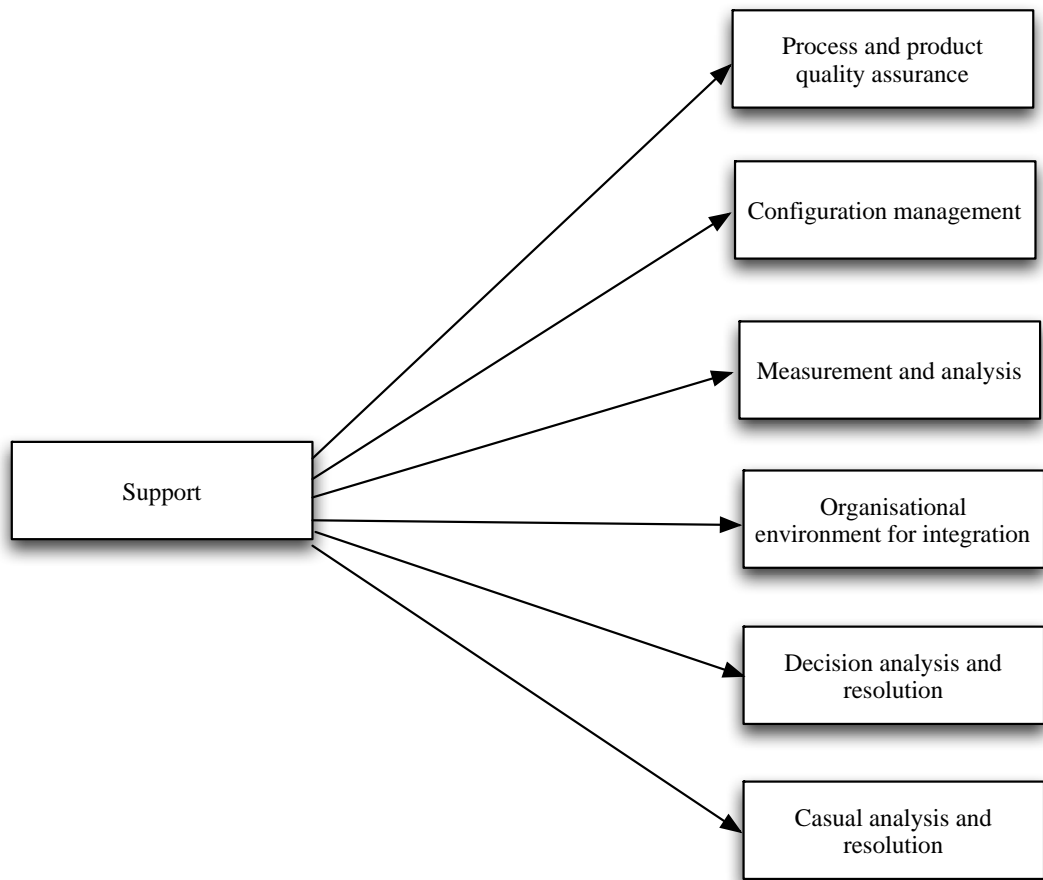 Process and product
quality assurance
Configuration management
Measurement and analysis
Support
Organisational
environment for integration
Decision analysis and
resolution
Casual analysis and
resolution